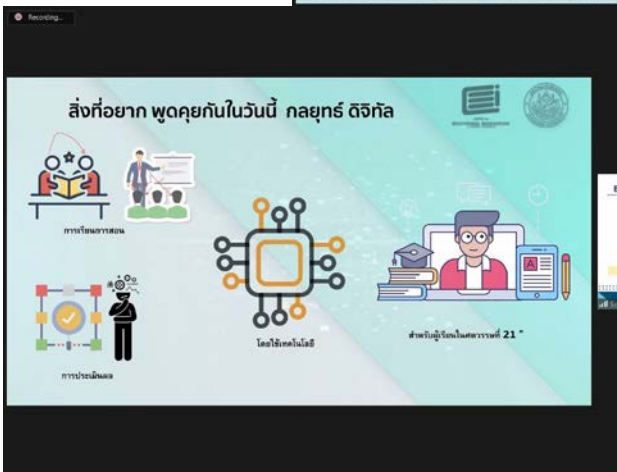 Recording...
สิ่งที่อยาก พูดคุยกันในวันนี้ กลยุทธ์ ดิจิทัล
การเรียนการสอน
โดยใช้เทคโนโลยี
สำหรับผู้เรียนในศตวรรษที่ 21 "
การประเมินผล